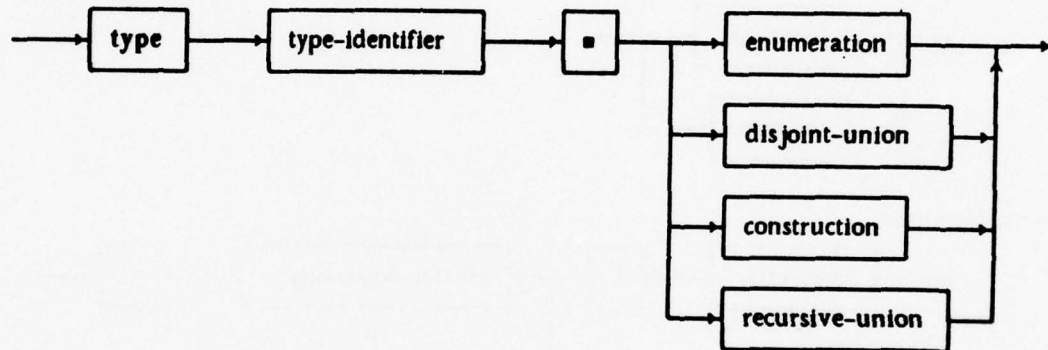 type type-identifier = enumeration
disjoint-union
construction
recursive-union